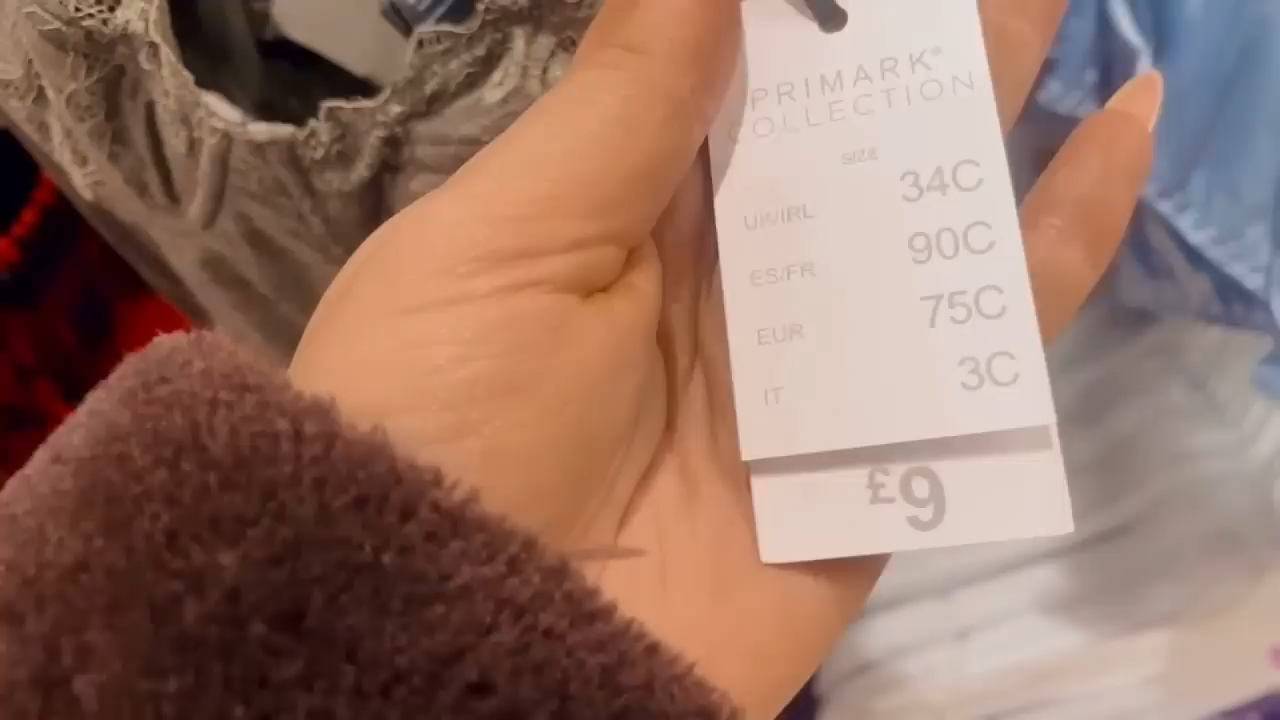 PRIMARK®
COLLECTION
SIZE
UK/IRL 34C
ES/FR 90C
EUR 75C
IT 3C
£9